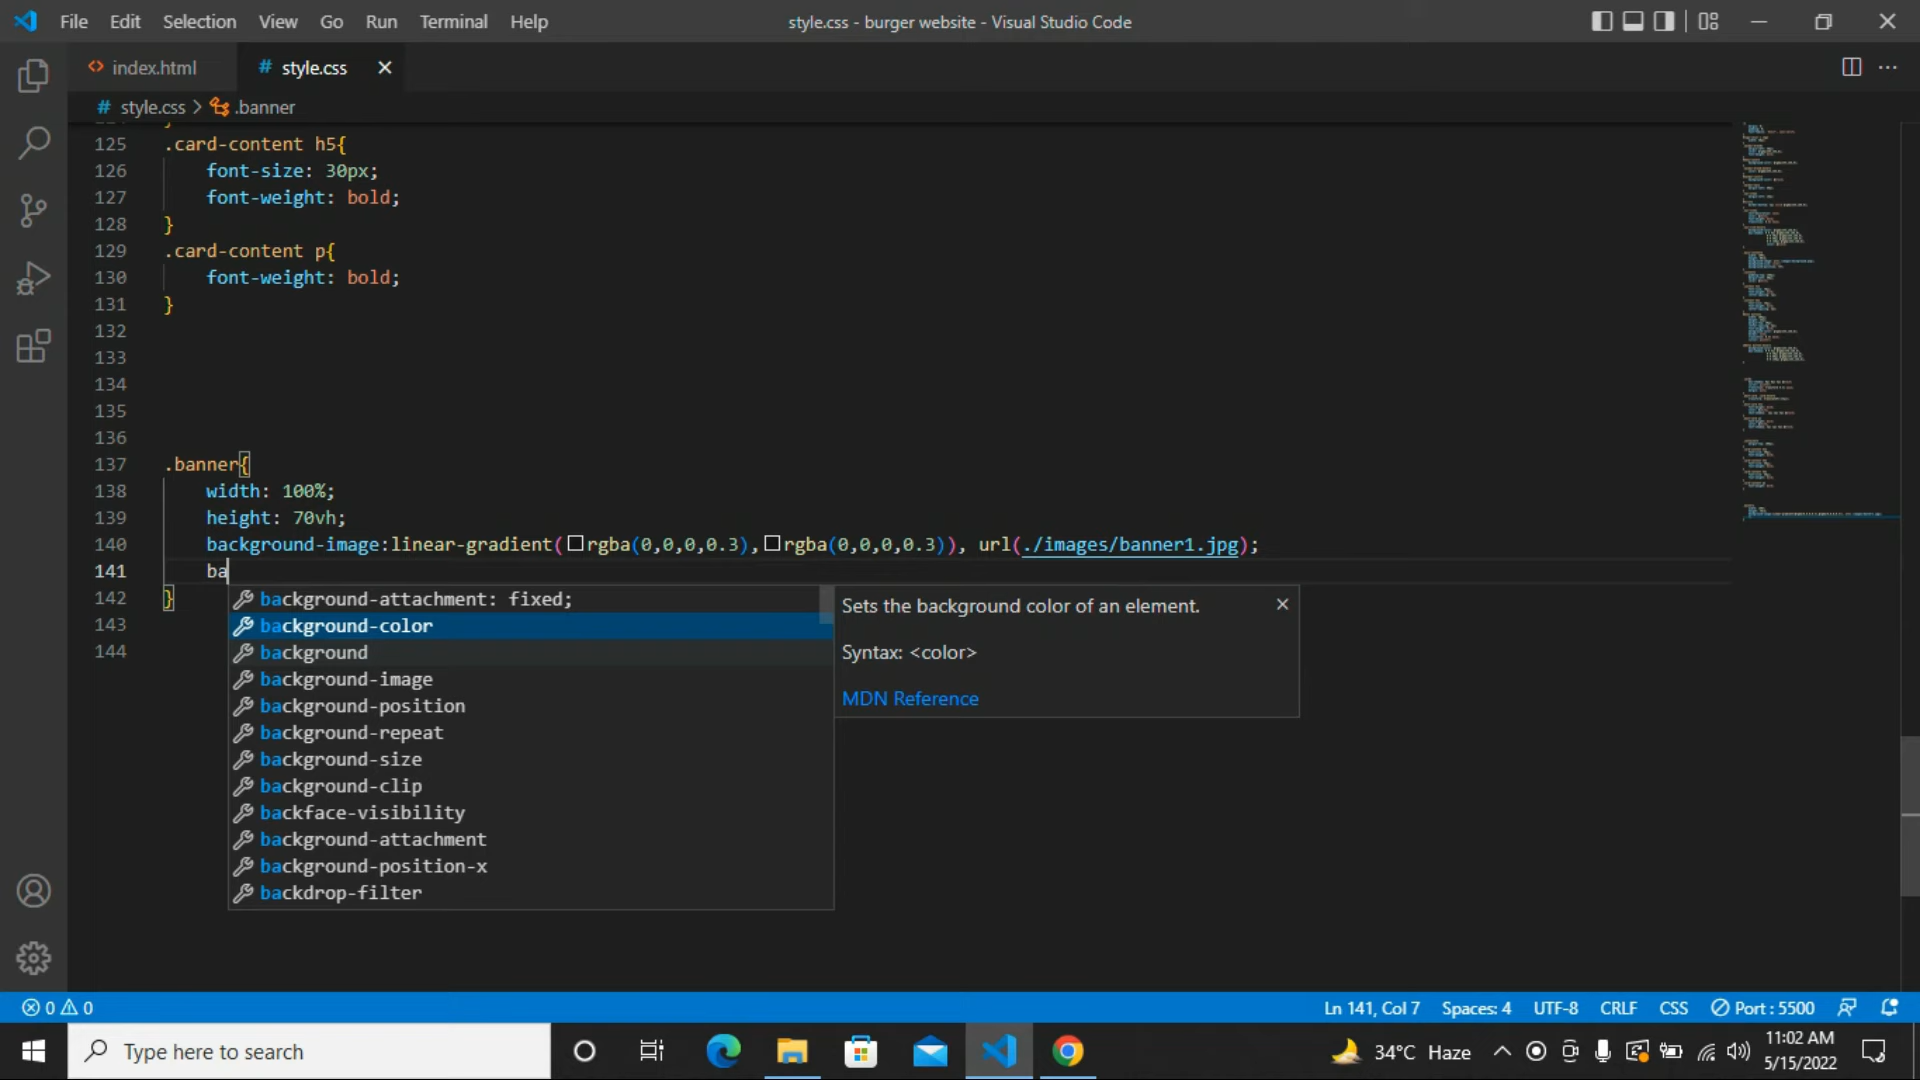 File Edit Selection View Go Run Terminal Help
style.css - burger website - Visual Studio Code
<> index.html
# style.css
# style.css > .banner
125 .card-content h5{
126 font-size: 30px;
127 font-weight: bold;
128 }
129 .card-content p{
130 font-weight: bold;
131 }
132
133
134
135
136
137 .banner{
138 width: 100%;
139 height: 70vh;
140 background-image:linear-gradient(rgba(0,0,0,0.3),rgba(0,0,0,0.3)), url(./images/banner1.jpg);
141 ba
142 }
143
144
background-attachment: fixed;
background-color
background
background-image
background-position
background-repeat
background-size
background-clip
backface-visibility
background-attachment
background-position-x
backdrop-filter
Sets the background color of an element.
Syntax: <color>
MDN Reference
0 0
Ln 141, Col 7 Spaces: 4 UTF-8 CRLF CSS Port : 5500
Type here to search
34°C Haze
11:02 AM
5/15/2022